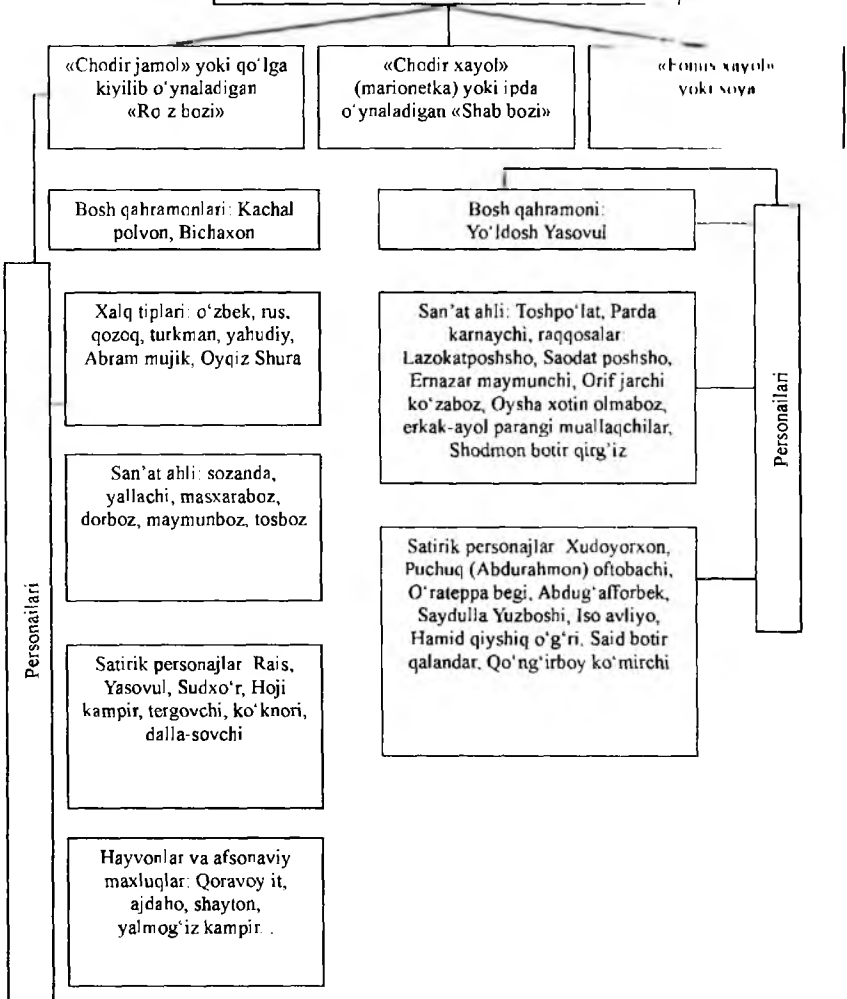 «Chodir jamol» yoki qo‘lga
kiyilib o‘ynaladigan
«Ro z bozi»
«Chodir xayol»
(marionetka) yoki ipda
o‘ynaladigan «Shab bozi»
xayol»
yoki soya
Bosh qahramonlari: Kachal
polvon, Bichaxon
Bosh qahramoni:
Yo‘ldosh Yasovul
Personailari
Xalq tiplari: o‘zbek, rus,
qozoq, turkman, yahudiy,
Abram mujik, Oyqiz Shura
San’at ahli: sozanda,
yallachi, masxaraboz,
dorboz, maymunboz, tosboz
Satirik personajlar Rais,
Yasovul, Sudxo‘r, Hoji
kampir, tergovchi, ko‘knori,
dalla-sovchi
Hayvonlar va afsonaviy
maxluqlar: Qoravoy it,
ajdaho, shayton,
yalmog‘iz kampir. .
San’at ahli: Toshpo‘lat, Parda
karnaychi, raqqosalar
Lazokatposhsho, Saodat poshsho,
Ernazar maymunchi, Orif jarchi
ko‘zaboz, Oysha xotin olmaboz,
erkak-ayol parangi muallaqchilar,
Shodmon botir qirg‘iz
Satirik personajlar Xudoyorxon,
Puchuq (Abdurahmon) oftobachi,
O‘rateppa begi, Abdug‘afforbek,
Saydulla Yuzboshi, Iso avliyo,
Hamid qiyshiq o‘g‘ri, Said botir
qalandar, Qo‘ng‘irboy ko‘mirchi
Personailari